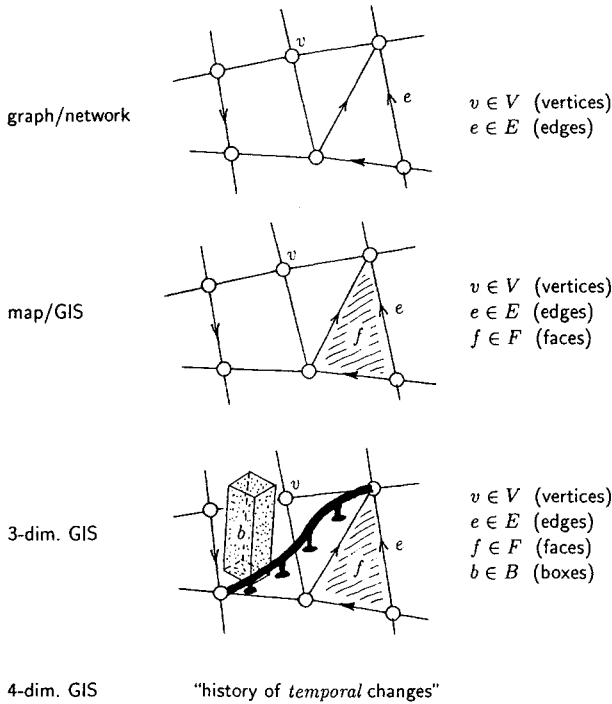 v
graph/network
e
v ∈ V (vertices)
e ∈ E (edges)
v
map/GIS
e
f
v ∈ V (vertices)
e ∈ E (edges)
f ∈ F (faces)
v
b
3-dim. GIS
e
f
v ∈ V (vertices)
e ∈ E (edges)
f ∈ F (faces)
b ∈ B (boxes)
4-dim. GIS "history of temporal changes"